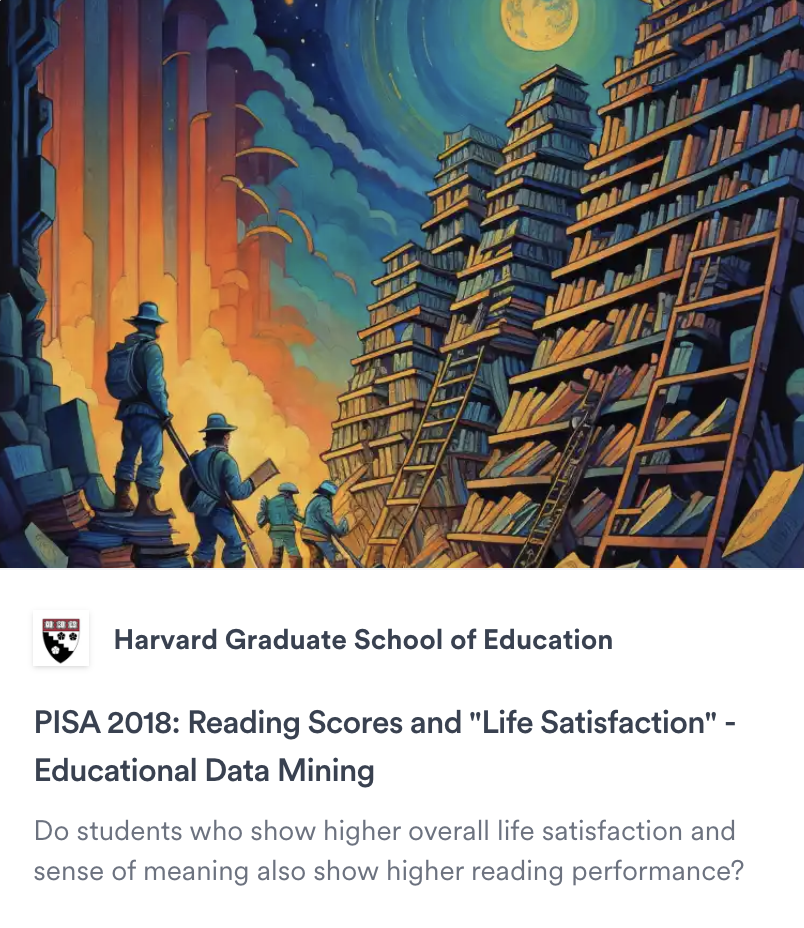 Harvard Graduate School of Education
PISA 2018: Reading Scores and "Life Satisfaction" -
Educational Data Mining
Do students who show higher overall life satisfaction and
sense of meaning also show higher reading performance?